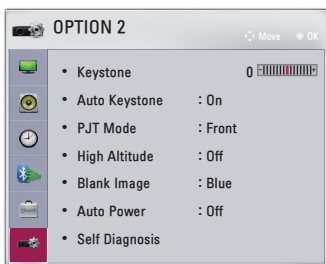 OPTION 2
Move OK
• Keystone 0
• Auto Keystone : On
• PJT Mode : Front
• High Altitude : Off
• Blank Image : Blue
• Auto Power : Off
• Self Diagnosis